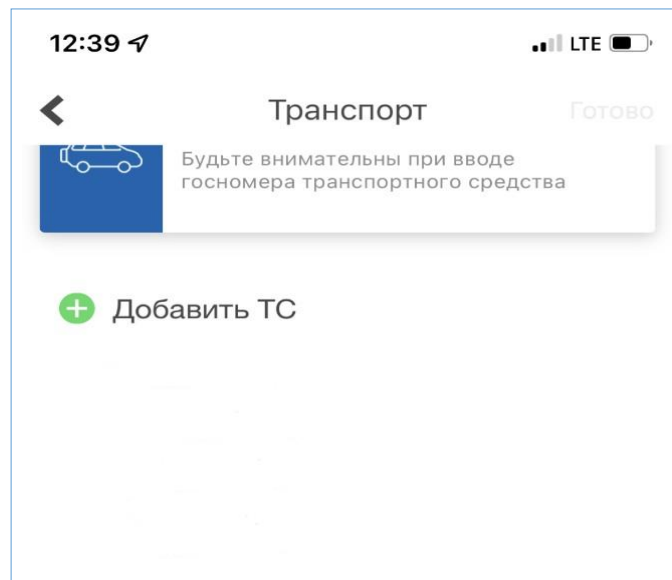 12:39
LTE
Транспорт
Готово
Будьте внимательны при вводе
госномера транспортного средства
Добавить ТС